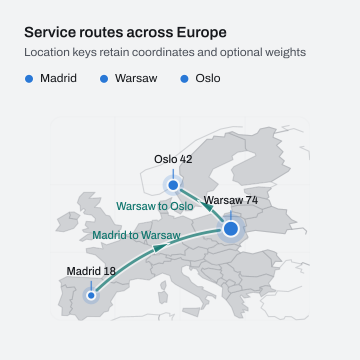 Service routes across Europe
Location keys retain coordinates and optional weights
Madrid Warsaw Oslo
Oslo 42
Warsaw 74
Warsaw to Oslo
Madrid to Warsaw
Madrid 18